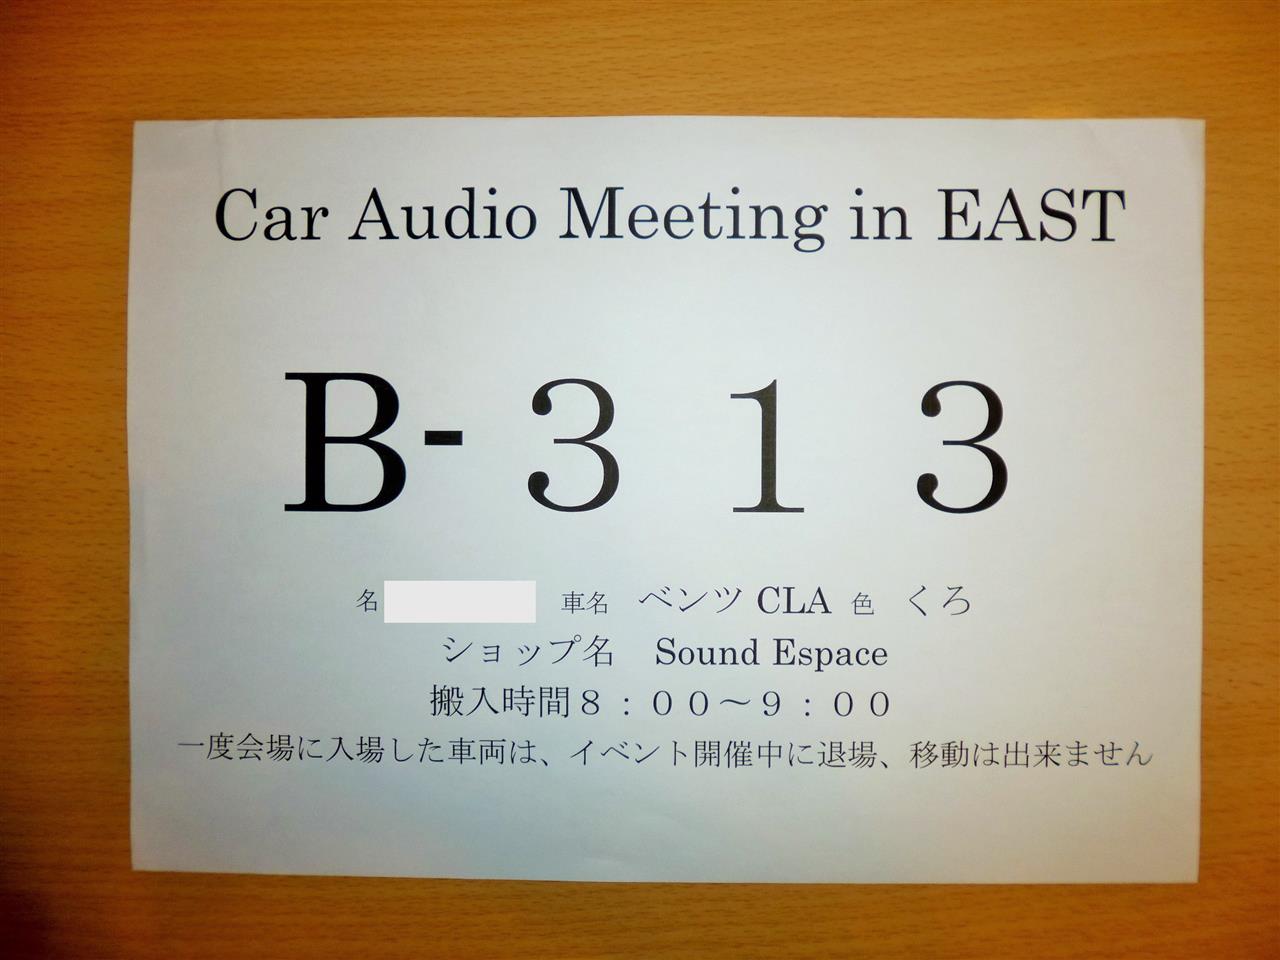 Car Audio Meeting in EAST
B-３１３
名 車名 ベンツ CLA 色 くろ
ショップ名 Sound Espace
搬入時間８：００～９：００
一度会場に入場した車両は、イベント開催中に退場、移動は出来ません